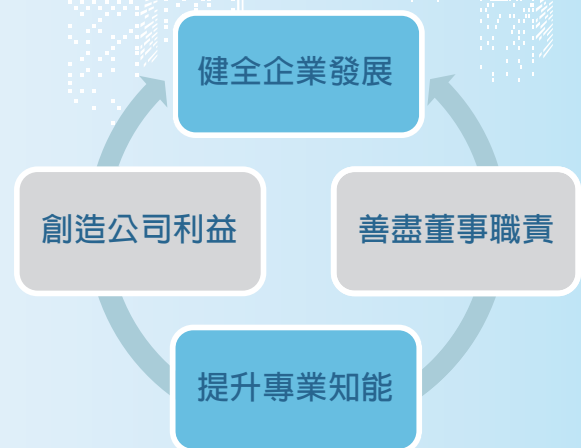 健全企業發展
創造公司利益
善盡董事職責
提升專業知能